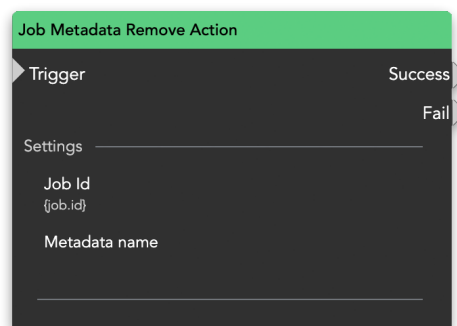 Job Metadata Remove Action
Trigger
Success
Fail
Settings
Job Id
{job.id}
Metadata name